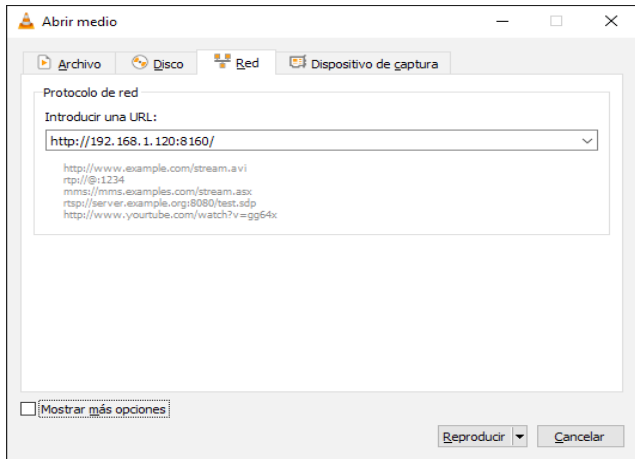 Abrir medio
Archivo Disco Red Dispositivo de captura
Protocolo de red
Introducir una URL:
http://192.168.1.120:8160/
http://www.example.com/stream.avi
rtp://@:1234
mms://mms.examples.com/stream.asx
rtsp://server.example.org:8080/test.sdp
http://www.yourtube.com/watch?v=gg64x
Mostrar más opciones
Reproducir Cancelar